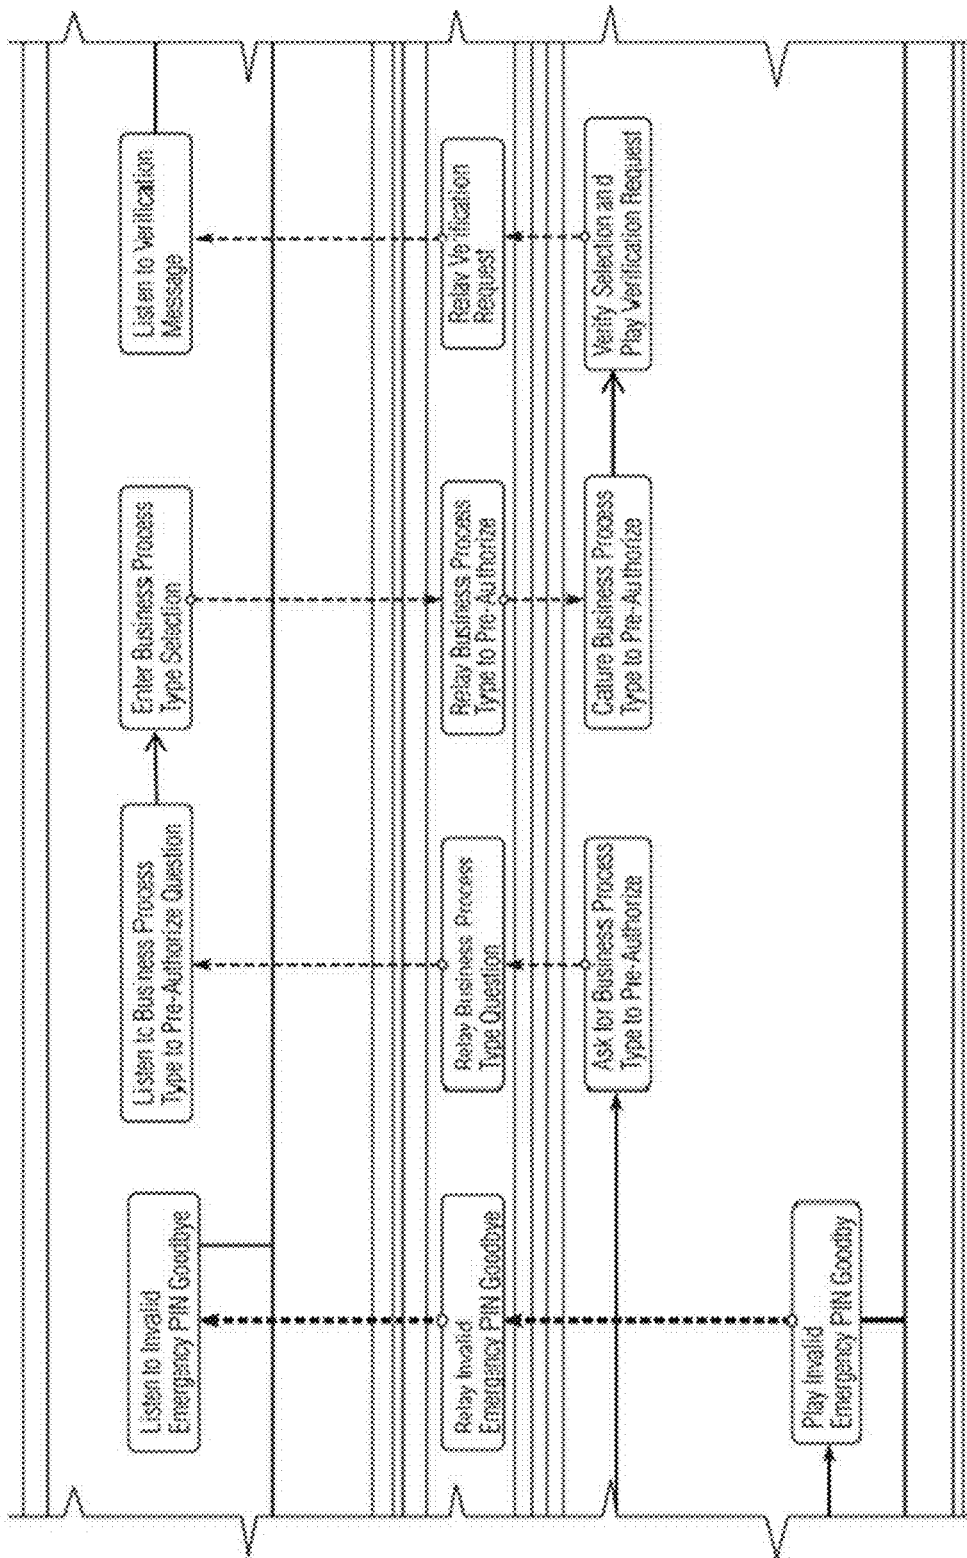 Listen to Invalid
Emergency PIN Goodbye
Listen to Business Process
Type to Pre-Authorize Question
Enter Business Process
Type Selection
Listen to Verification
Message
Relay Invalid
Emergency PIN Goodbye
Relay Business Process
Type Question
Relay Business Process
Type to Pre-Authorize
Relay Verification
Request
Play Invalid
Emergency PIN Goodby
Ask for Business Process
Type to Pre-Authorize
Cature Business Process
Type to Pre-Authorize
Verify Selection and
Play Verification Request